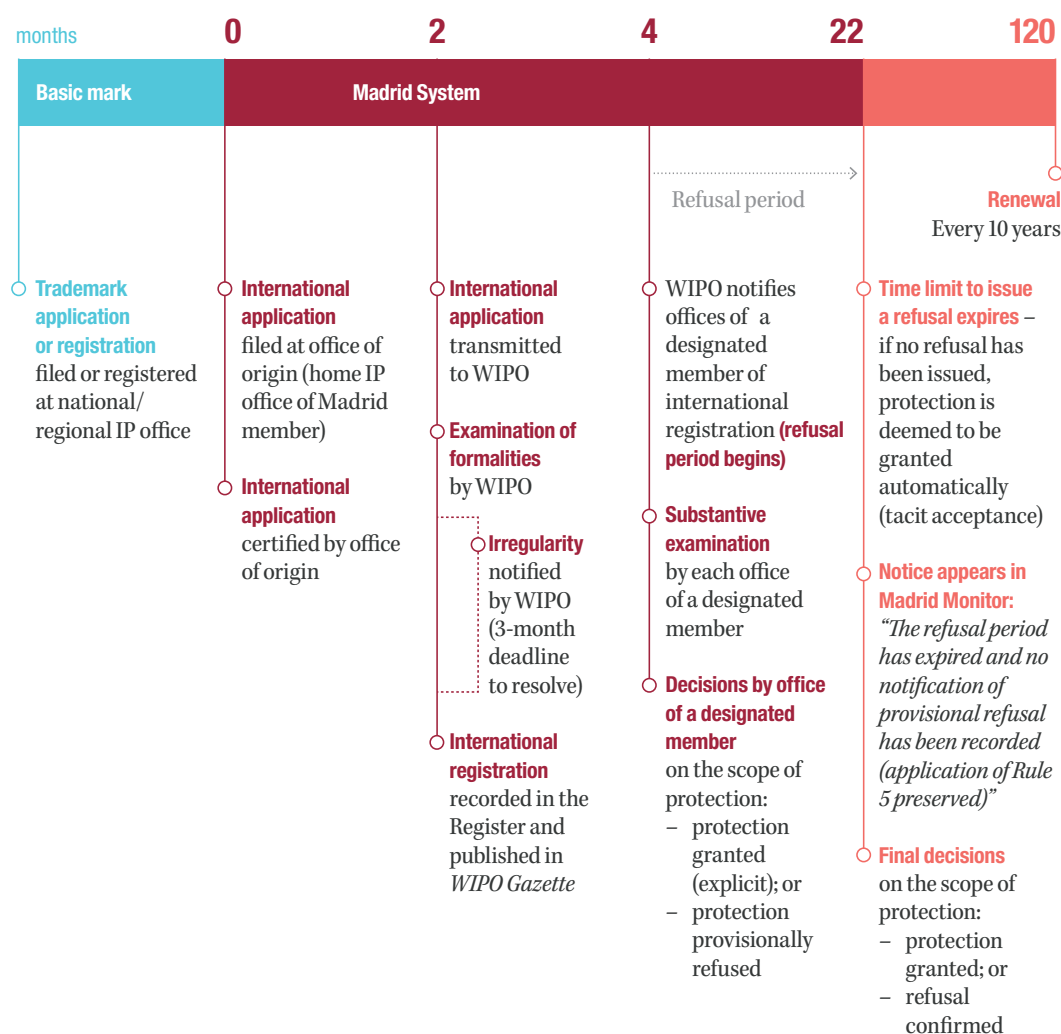 months
0
2
4
22
120
Basic mark
Madrid System
Refusal period
Renewal
Every 10 years
Trademark
application
or registration
filed or registered
at national/
regional IP office
International
application
filed at office of
origin (home IP
office of Madrid
member)
International
application
certified by office
of origin
International
application
transmitted
to WIPO
Examination of
formalities
by WIPO
Irregularity
notified
by WIPO
(3-month
deadline
to resolve)
International
registration
recorded in the
Register and
published in
WIPO Gazette
WIPO notifies
offices of a
designated
member of
international
registration (refusal
period begins)
Substantive
examination
by each office
of a designated
member
Decisions by office
of a designated
member
on the scope of
protection:
– protection
granted
(explicit); or
– protection
provisionally
refused
Time limit to issue
a refusal expires –
if no refusal has
been issued,
protection is
deemed to be
granted
automatically
(tacit acceptance)
Notice appears in
Madrid Monitor:
“The refusal period
has expired and no
notification of
provisional refusal
has been recorded
(application of Rule
5 preserved)”
Final decisions
on the scope of
protection:
– protection
granted; or
– refusal
confirmed